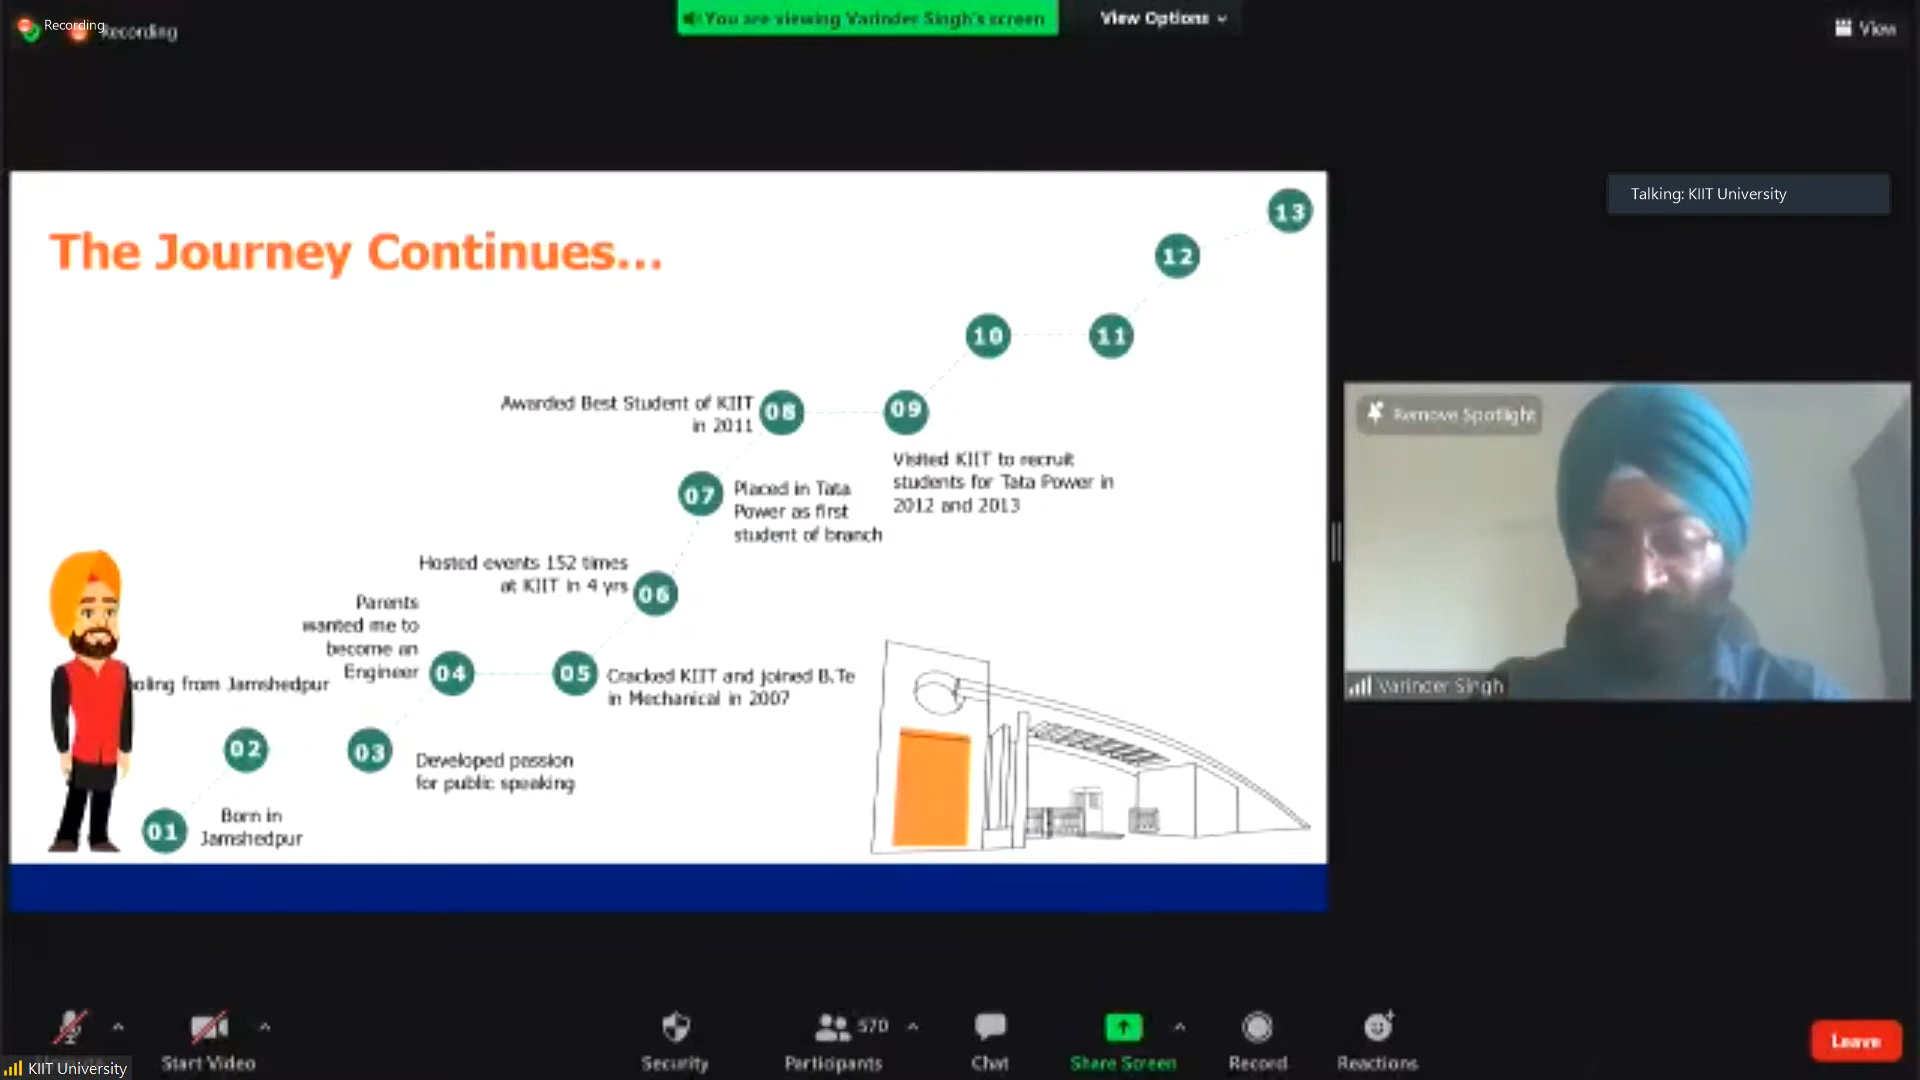 Recording
Recording
You are viewing Varinder Singh's screen
View Options
View
Talking: KIIT University
The Journey Continues...
13
12
10
11
Awarded Best Student of KIIT
in 2011
08
09
Visited KIIT to recruit
students for Tata Power in
2012 and 2013
07
Placed in Tata
Power as first
student of branch
Hosted events 152 times
at KIIT in 4 yrs
06
Parents
wanted me to
become an
Engineer
04
05
Cracked KIIT and joined B.Te
in Mechanical in 2007
oling from Jamshedpur
02
03
Developed passion
for public speaking
01
Born in
Jamshedpur
Remove Spotlight
Varinder Singh
Start Video
Security
570
Participants
Chat
Share Screen
Record
Reactions
Leave
KIIT University